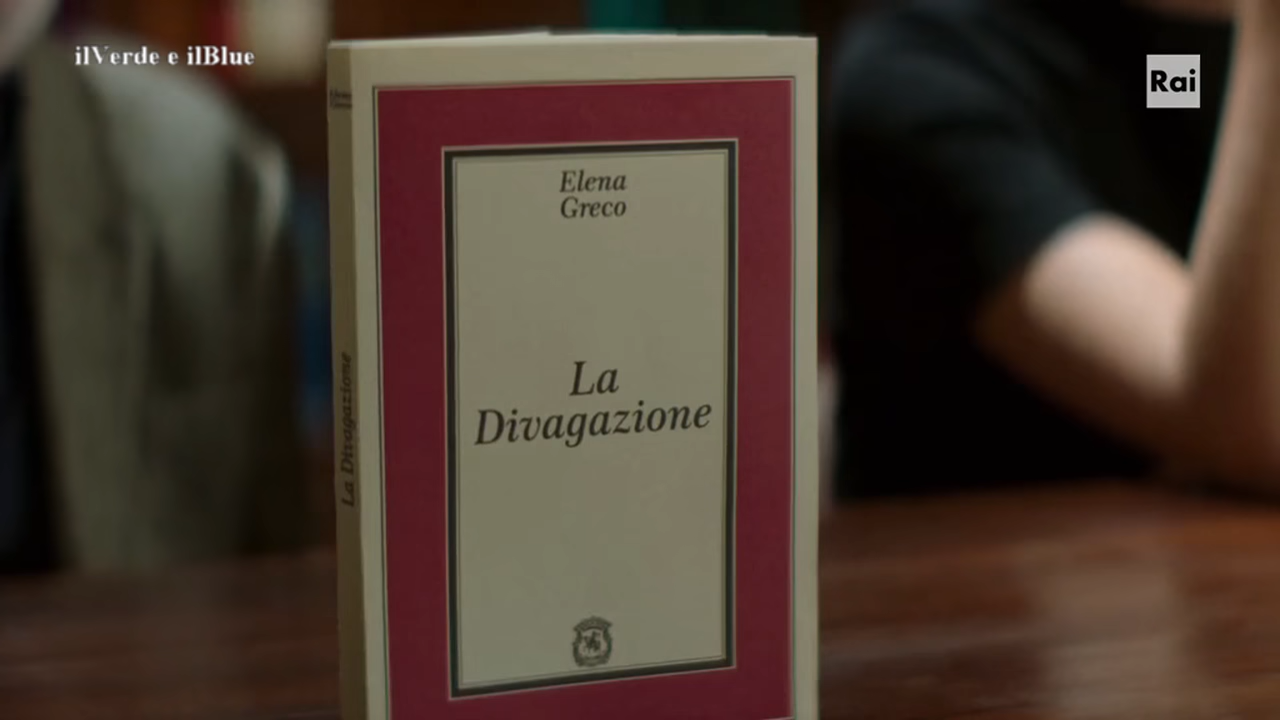 ilVerde e ilBlue
Rai
Elena
Greco
La
Divagazione
La Divagazione